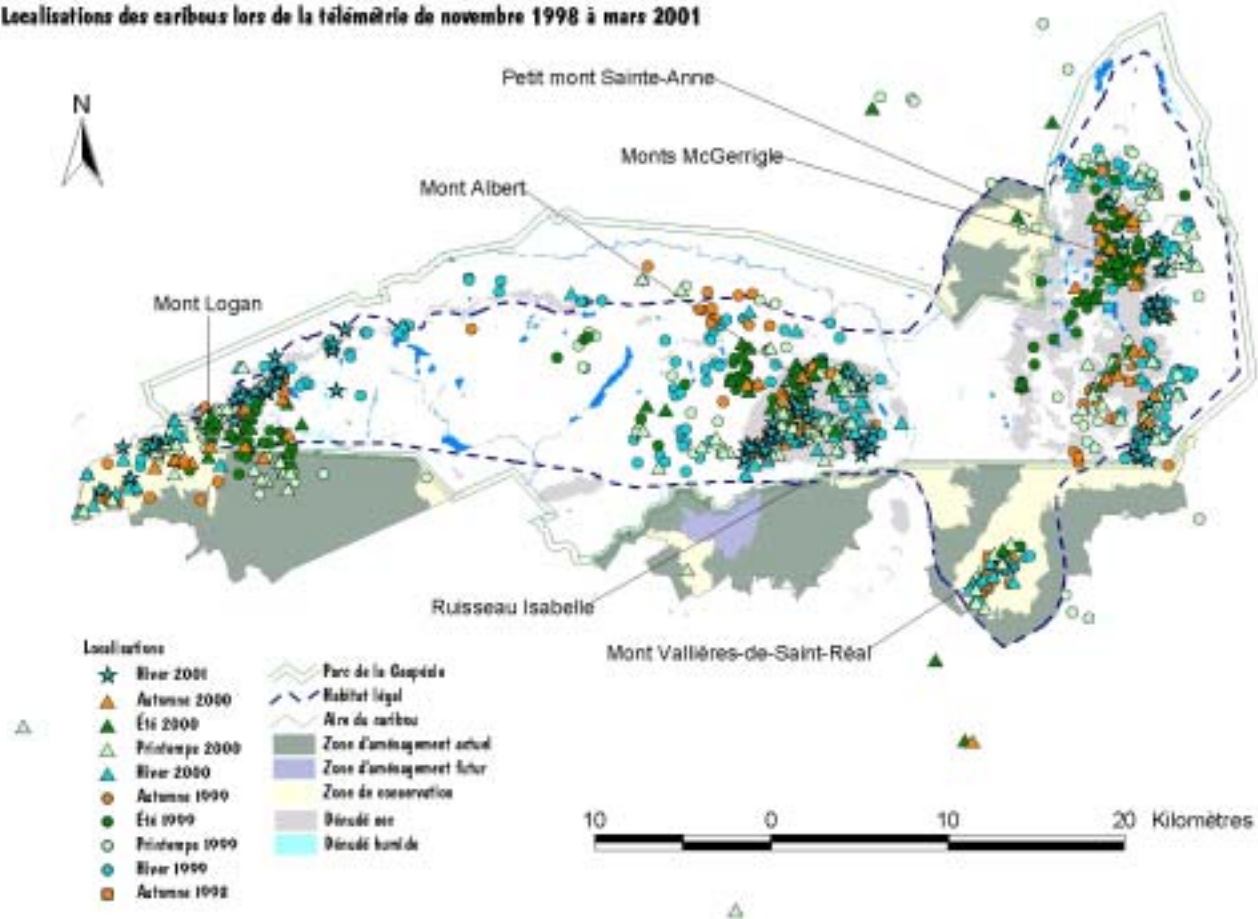 Localisations des caribous lors de la télémétrie de novembre 1998 à mars 2001
Petit mont Sainte-Anne
N
Monts McGerrigle
Mont Albert
Mont Logan
Ruisseau Isabelle
Mont Vallières-de-Saint-Réal
Localisations
Hiver 2001
Automne 2000
Été 2000
Printemps 2000
Hiver 2000
Automne 1999
Été 1999
Printemps 1999
Hiver 1999
Automne 1998
Parc de la Gaspésie
Habitat légal
Aire du caribou
Zone d'aménagement actuel
Zone d'aménagement futur
Zone de conservation
Dénudé sec
Dénudé humide
10 0 10 20 Kilomètres